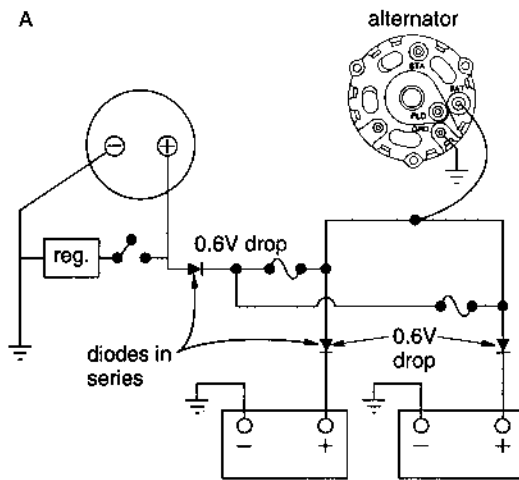 A
alternator
STA
BAT
FLD
GRD
− +
0.6V drop
reg.
0.6V
drop
diodes in
series
− + − +